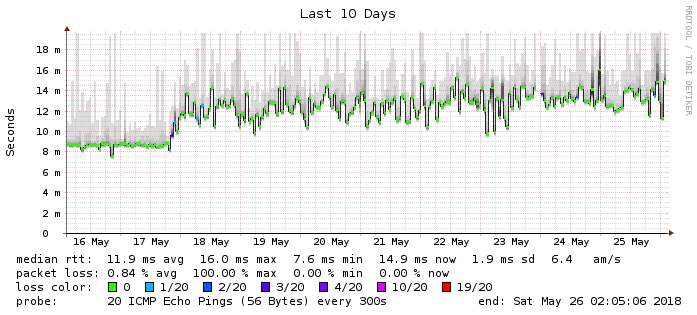 Last 10 Days
RRDTOOL / TOBI OETIKER
Seconds
18 m
16 m
14 m
12 m
10 m
8 m
6 m
4 m
2 m
0
16 May 17 May 18 May 19 May 20 May 21 May 22 May 23 May 24 May 25 May
median rtt: 11.9 ms avg 16.0 ms max 7.6 ms min 14.9 ms now 1.9 ms sd 6.4 am/s
packet loss: 0.84 % avg 100.00 % max 0.00 % min 0.00 % now
loss color: 0 1/20 2/20 3/20 4/20 10/20 19/20
probe: 20 ICMP Echo Pings (56 Bytes) every 300s end: Sat May 26 02:05:06 2018